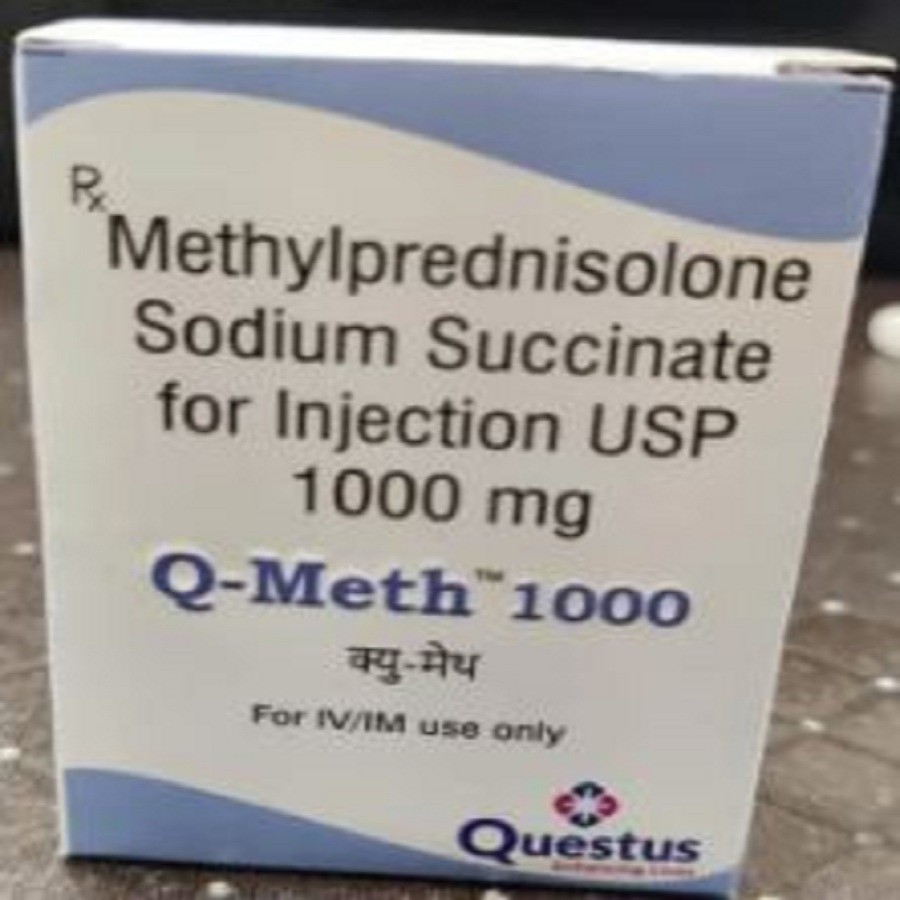 Rx
Methylprednisolone
Sodium Succinate
for Injection USP
1000 mg
Q-Meth™ 1000
क्यु-मेथ
For IV/IM use only
Questus